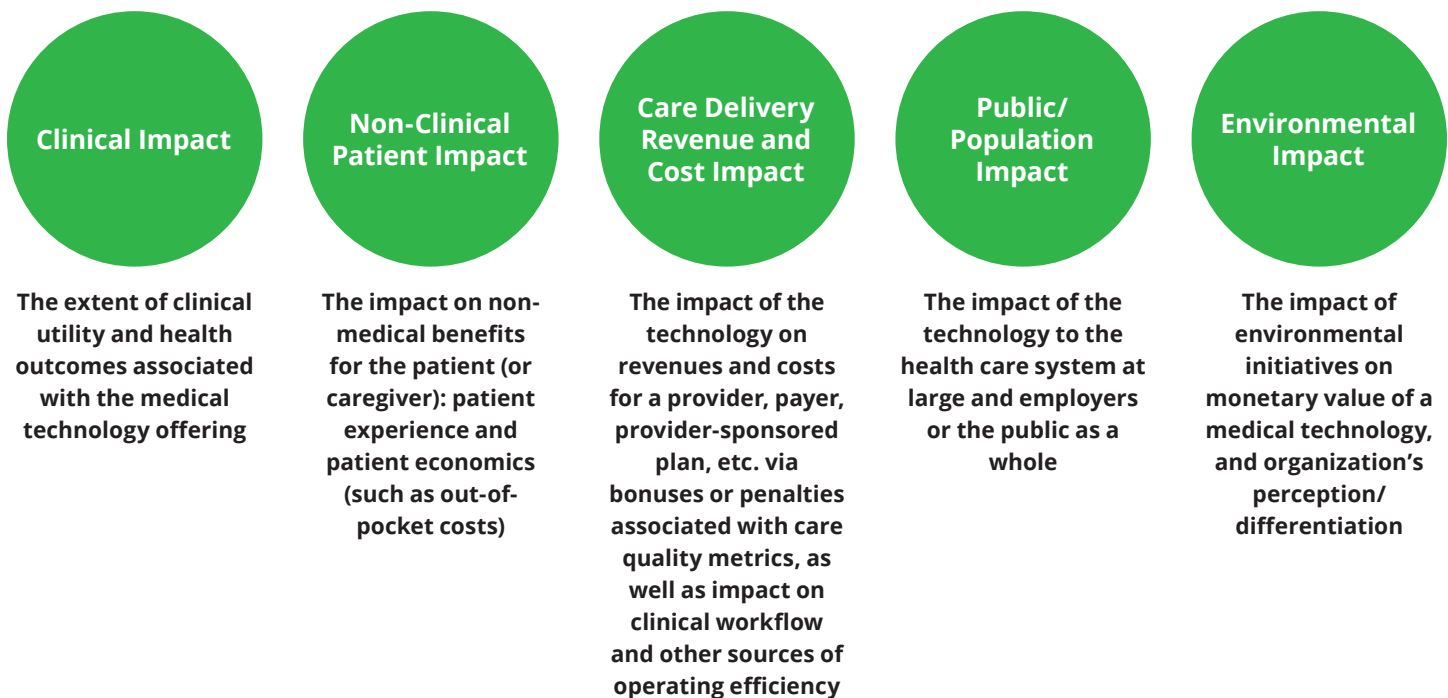 Clinical Impact
The extent of clinical
utility and health
outcomes associated
with the medical
technology offering
Non-Clinical
Patient Impact
The impact on non-
medical benefits
for the patient (or
caregiver): patient
experience and
patient economics
(such as out-of-
pocket costs)
Care Delivery
Revenue and
Cost Impact
The impact of the
technology on
revenues and costs
for a provider, payer,
provider-sponsored
plan, etc. via
bonuses or penalties
associated with care
quality metrics, as
well as impact on
clinical workflow
and other sources of
operating efficiency
Public/
Population
Impact
The impact of the
technology to the
health care system at
large and employers
or the public as a
whole
Environmental
Impact
The impact of
environmental
initiatives on
monetary value of a
medical technology,
and organization’s
perception/
differentiation